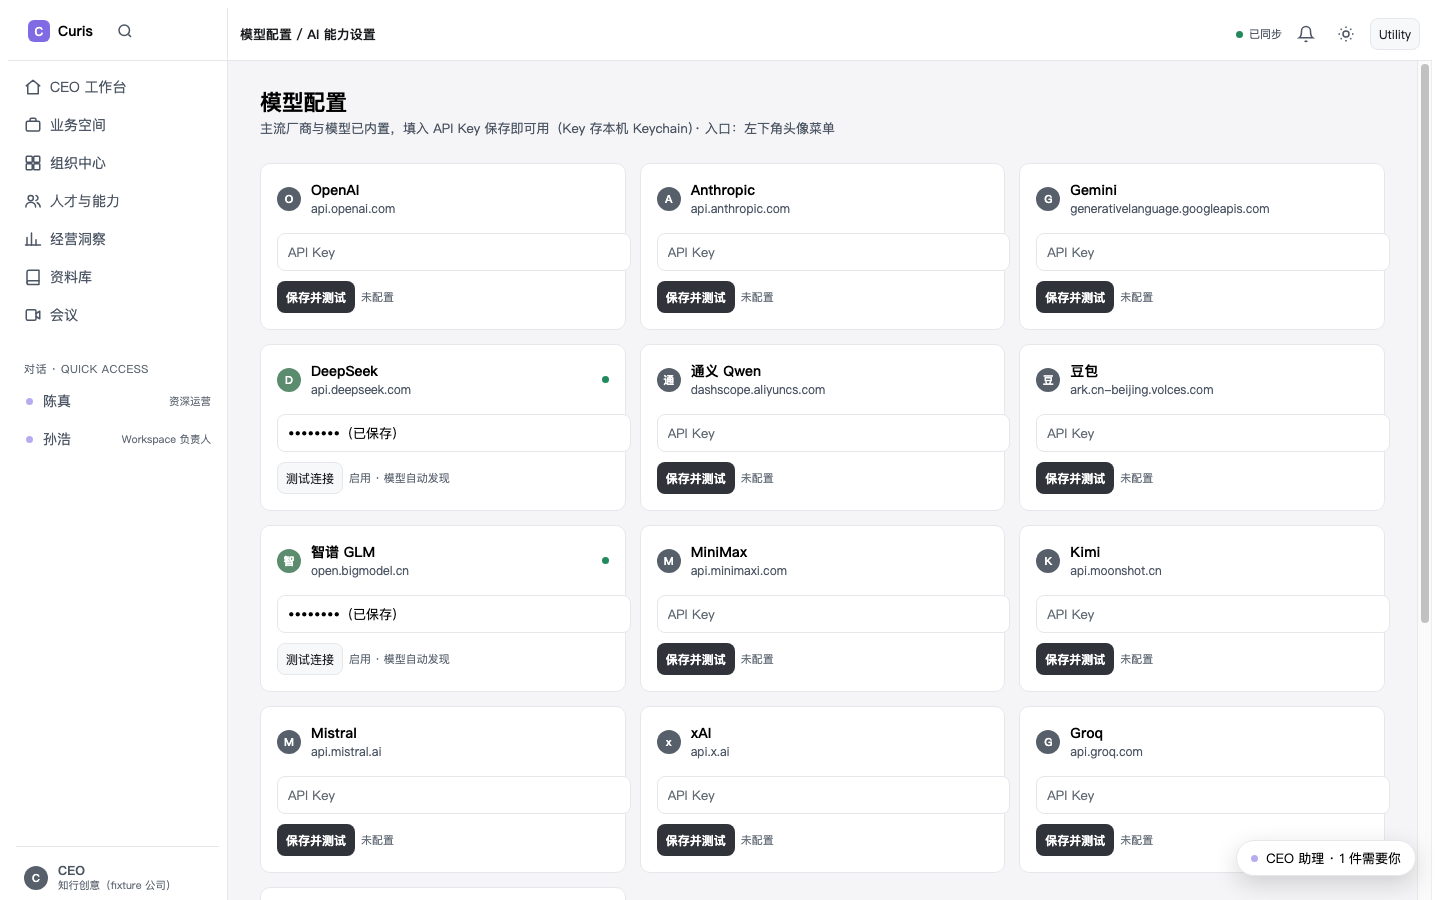 C Curis
模型配置 / AI 能力设置
已同步
Utility
CEO 工作台
业务空间
组织中心
人才与能力
经营洞察
资料库
会议
对话 · QUICK ACCESS
陈真 资深运营
孙浩 Workspace 负责人
C CEO
知行创意（fixture 公司）
模型配置
主流厂商与模型已内置，填入 API Key 保存即可用（Key 存本机 Keychain）· 入口：左下角头像菜单
O OpenAI
api.openai.com
API Key
保存并测试 未配置
A Anthropic
api.anthropic.com
API Key
保存并测试 未配置
G Gemini
generativelanguage.googleapis.com
API Key
保存并测试 未配置
D DeepSeek
api.deepseek.com
••••••••（已保存）
测试连接 启用 · 模型自动发现
通 通义 Qwen
dashscope.aliyuncs.com
API Key
保存并测试 未配置
豆 豆包
ark.cn-beijing.volces.com
API Key
保存并测试 未配置
智 智谱 GLM
open.bigmodel.cn
••••••••（已保存）
测试连接 启用 · 模型自动发现
M MiniMax
api.minimaxi.com
API Key
保存并测试 未配置
K Kimi
api.moonshot.cn
API Key
保存并测试 未配置
M Mistral
api.mistral.ai
API Key
保存并测试 未配置
x xAI
api.x.ai
API Key
保存并测试 未配置
G Groq
api.groq.com
API Key
保存并测试 未配置
CEO 助理 · 1 件需要你